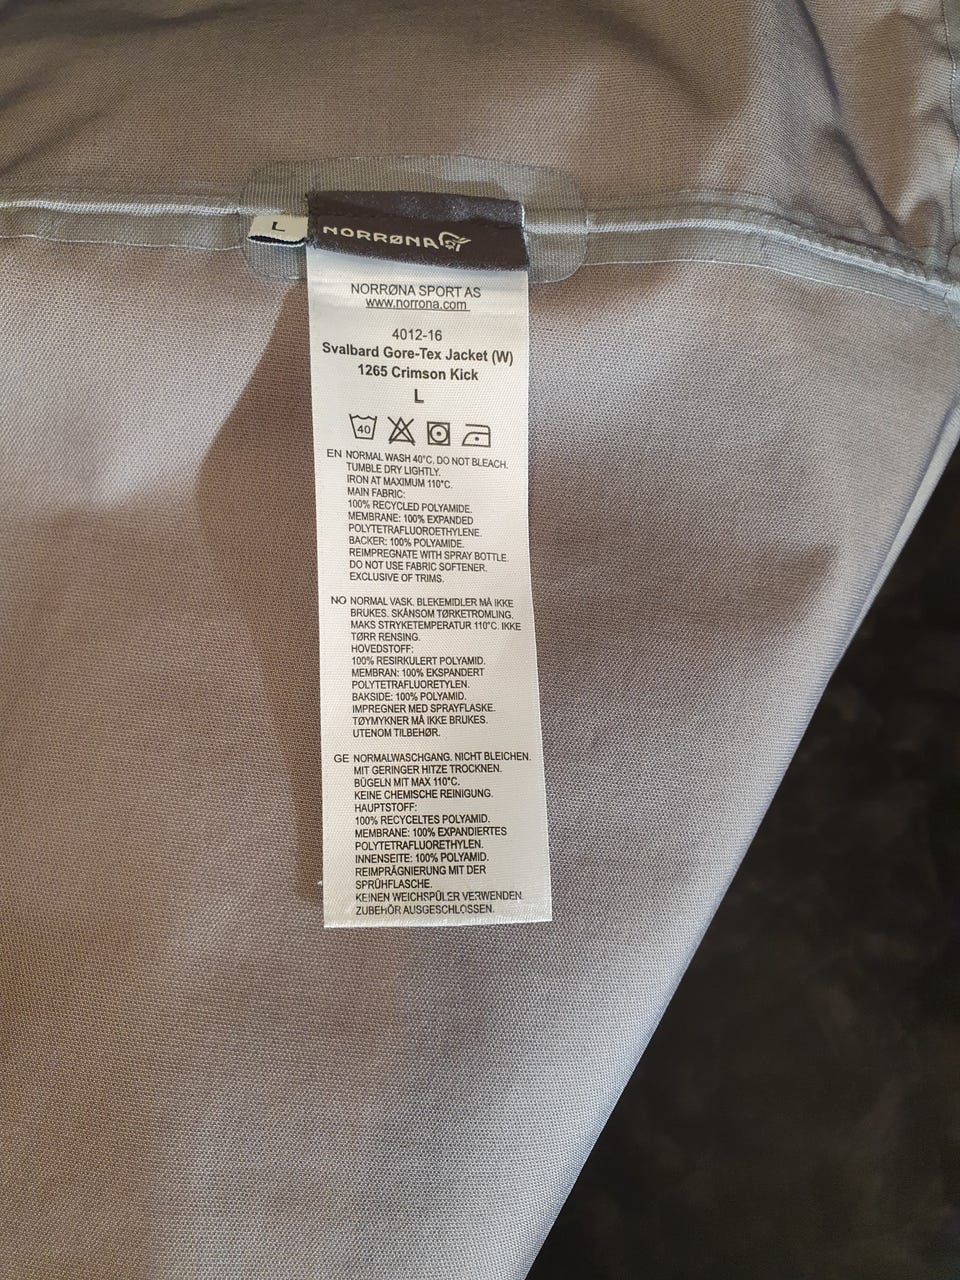 L
NORRØNA
NORRØNA SPORT AS
www.norrona.com
4012-16
Svalbard Gore-Tex Jacket (W)
1265 Crimson Kick
L
40
EN NORMAL WASH 40°C. DO NOT BLEACH.
TUMBLE DRY LIGHTLY.
IRON AT MAXIMUM 110°C.
MAIN FABRIC:
100% RECYCLED POLYAMIDE.
MEMBRANE: 100% EXPANDED
POLYTETRAFLUOROETHYLENE.
BACKER: 100% POLYAMIDE.
REIMPREGNATE WITH SPRAY BOTTLE.
DO NOT USE FABRIC SOFTENER.
EXCLUSIVE OF TRIMS.
NO NORMAL VASK. BLEKEMIDLER MÅ IKKE
BRUKES. SKÅNSOM TØRKETROMLING.
MAKS STRYKETEMPERATUR 110°C. IKKE
TØRR RENSING.
HOVEDSTOFF:
100% RESIRKULERT POLYAMID.
MEMBRAN: 100% EKSPANDERT
POLYTETRAFLUORETYLEN.
BAKSIDE: 100% POLYAMID.
IMPREGNER MED SPRAYFLASKE.
TØYMYKNER MÅ IKKE BRUKES.
UTENOM TILBEHØR.
GE NORMALWASCHGANG. NICHT BLEICHEN.
MIT GERINGER HITZE TROCKNEN.
BÜGELN MIT MAX 110°C.
KEINE CHEMISCHE REINIGUNG.
HAUPTSTOFF:
100% RECYCELTES POLYAMID.
MEMBRANE: 100% EXPANDIERTES
POLYTETRAFLUORETHYLEN.
INNENSEITE: 100% POLYAMID.
REIMPRÄGNIERUNG MIT DER
SPRÜHFLASCHE.
KEINEN WEICHSPÜLER VERWENDEN.
ZUBEHÖR AUSGESCHLOSSEN.